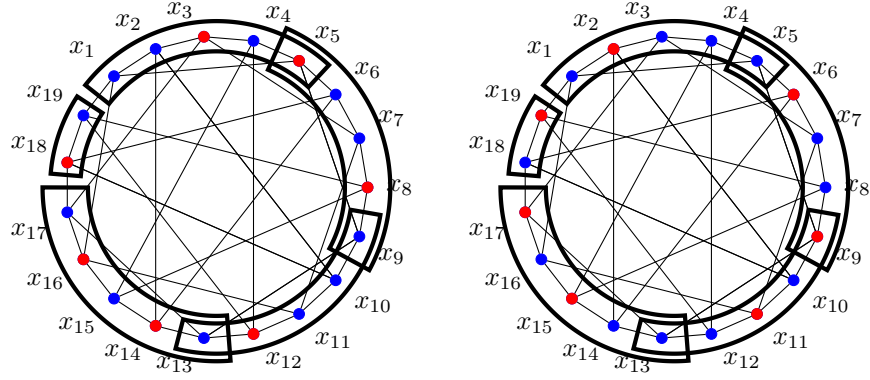 x3 x4 x3 x4
x2 x5 x2 x5
x1 x6 x1 x6
x19 x7 x19 x7
x18 x8 x18 x8
x17 x9 x17 x9
x16 x10 x16 x10
x15 x11 x15 x11
x14 x13 x12 x14 x13 x12